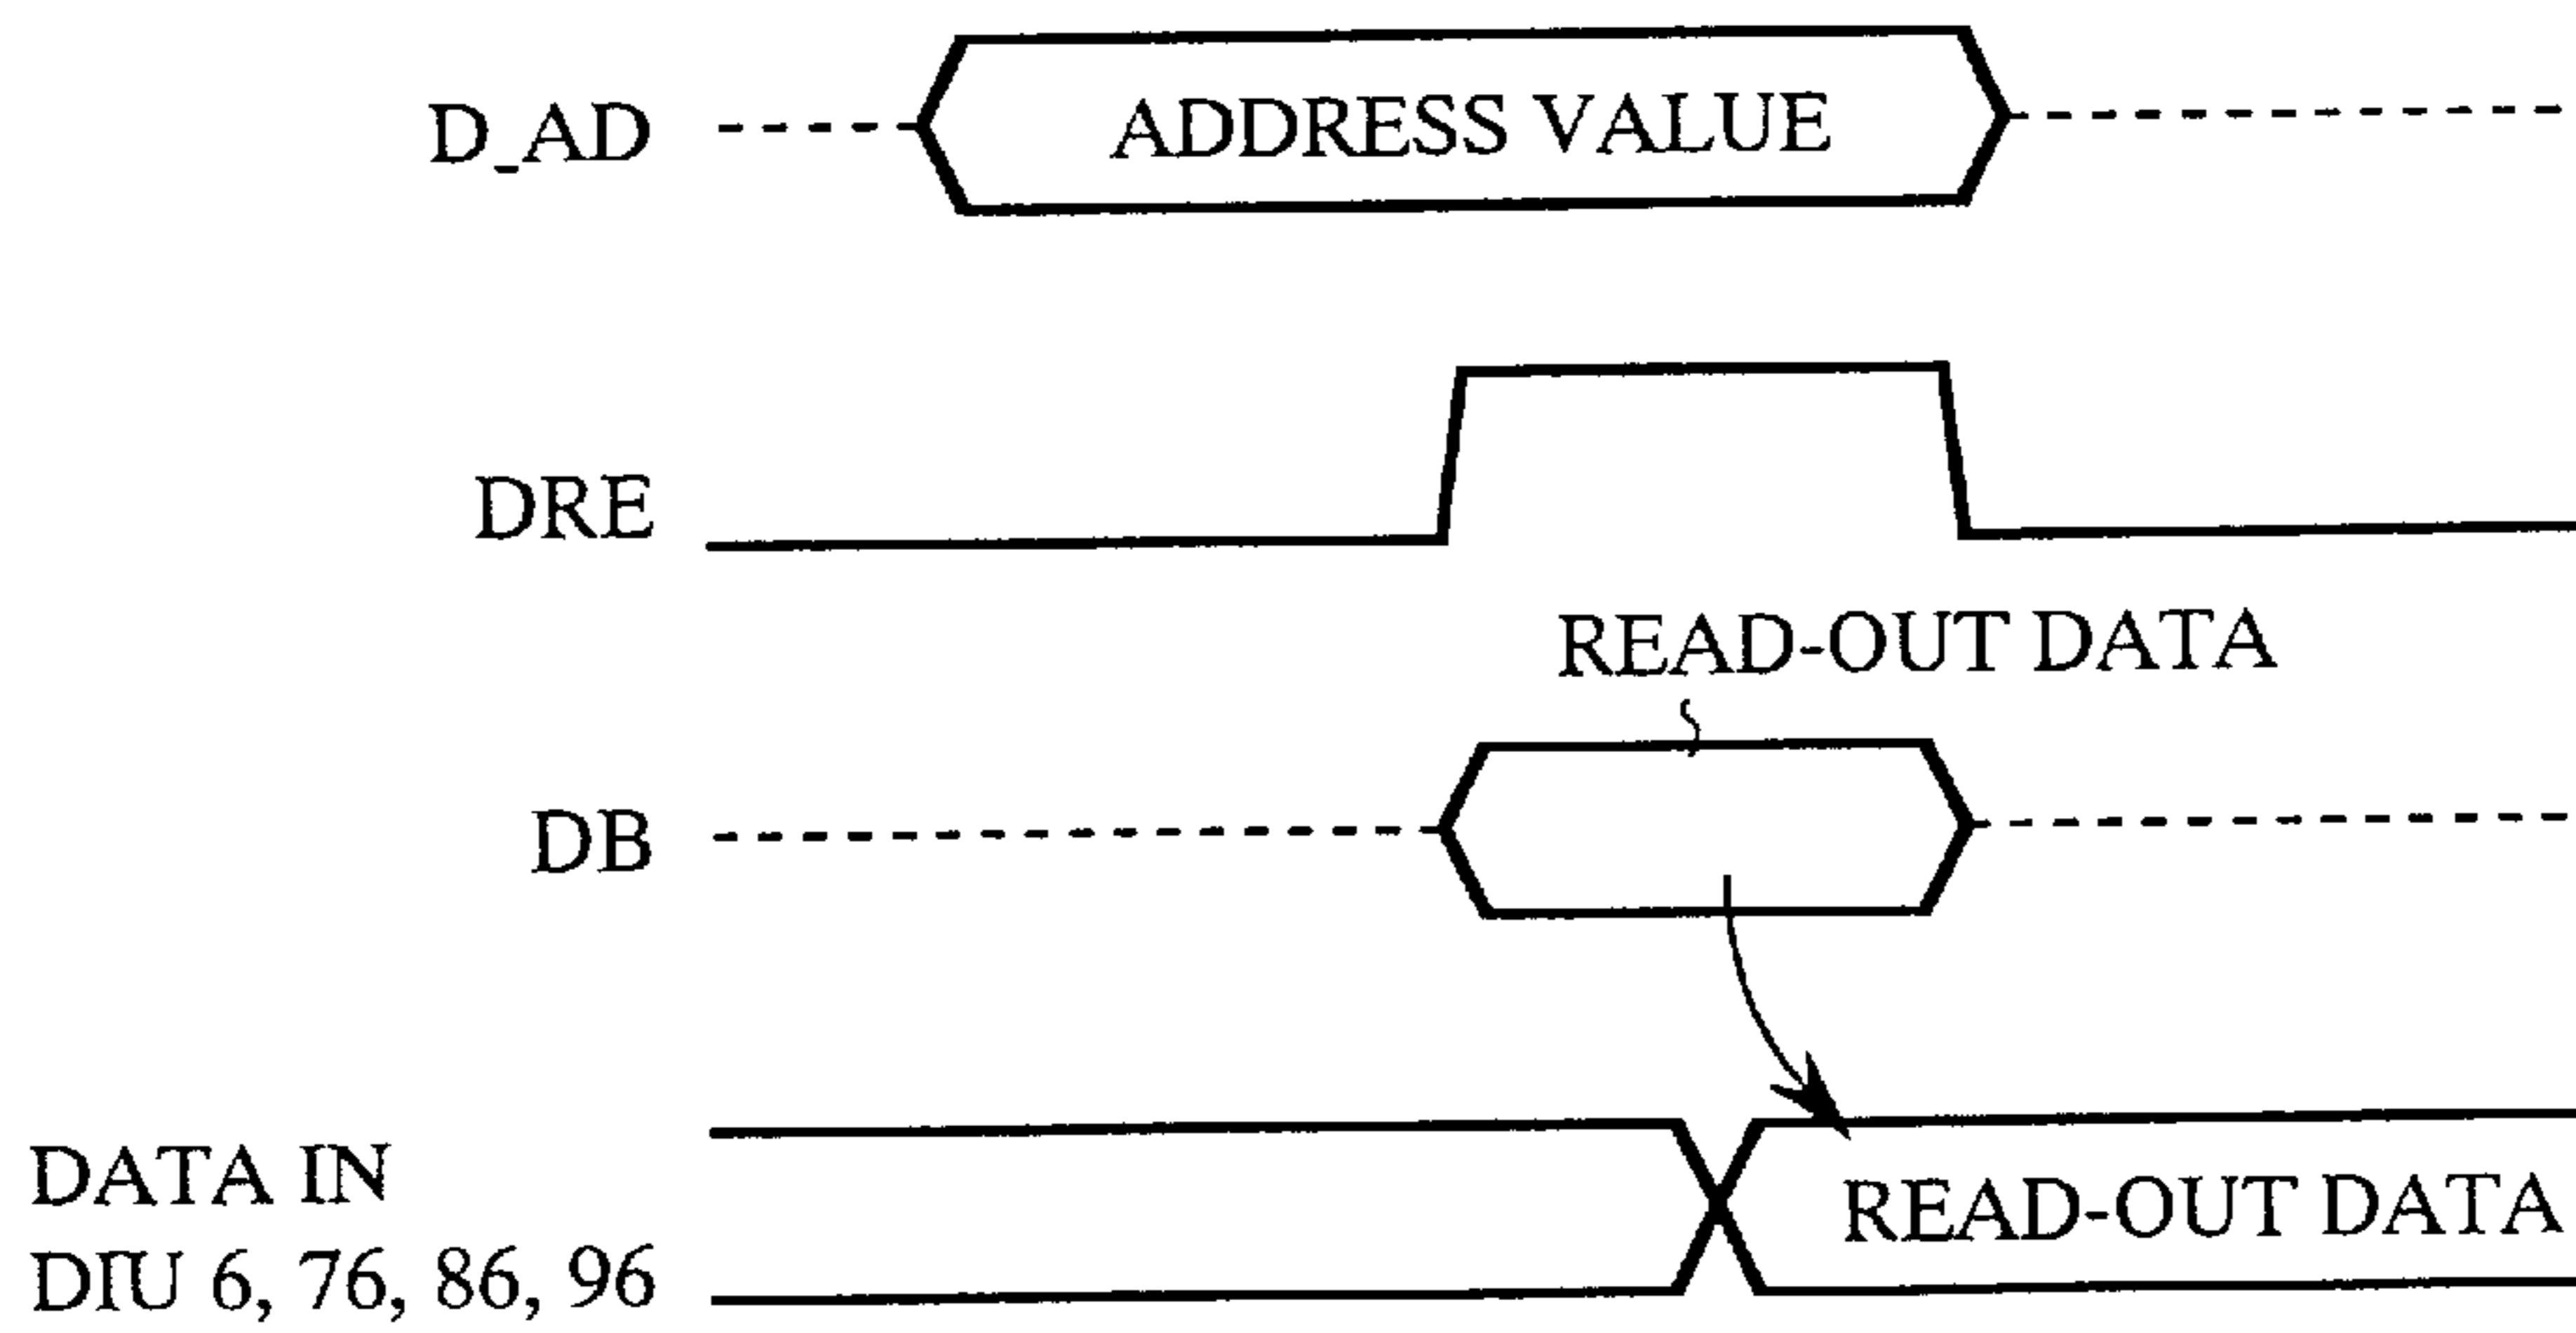 D_AD
ADDRESS VALUE
DRE
READ-OUT DATA
DB
DATA IN
DIU 6, 76, 86, 96
READ-OUT DATA